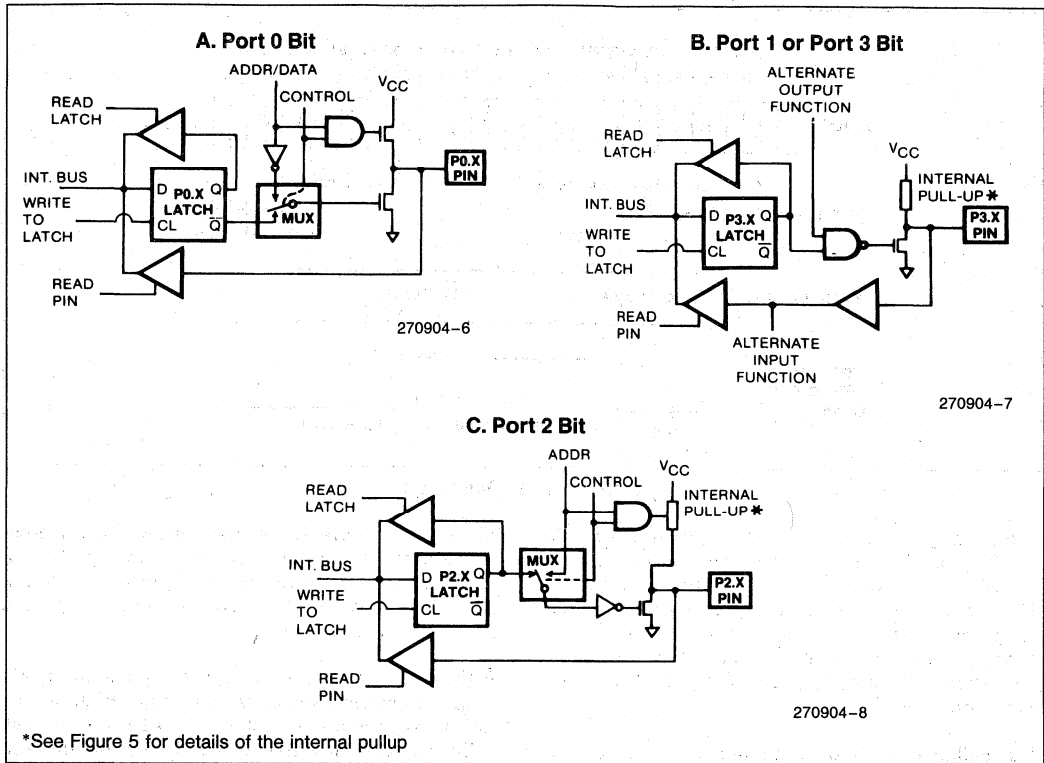 A. Port 0 Bit
ADDR/DATA
CONTROL
VCC
READ
LATCH
INT. BUS
D P0.X Q
LATCH
WRITE
TO
LATCH
CL Q
MUX
P0.X
PIN
READ
PIN
270904–6
B. Port 1 or Port 3 Bit
ALTERNATE
OUTPUT
FUNCTION
READ
LATCH
VCC
INTERNAL
PULL-UP *
INT. BUS
D P3.X Q
LATCH
WRITE
TO
LATCH
CL Q
P3.X
PIN
READ
PIN
ALTERNATE
INPUT
FUNCTION
270904–7
C. Port 2 Bit
ADDR
CONTROL
VCC
READ
LATCH
INTERNAL
PULL-UP *
MUX
INT. BUS
D P2.X Q
LATCH
WRITE
TO
LATCH
CL Q
P2.X
PIN
READ
PIN
270904–8
*See Figure 5 for details of the internal pullup